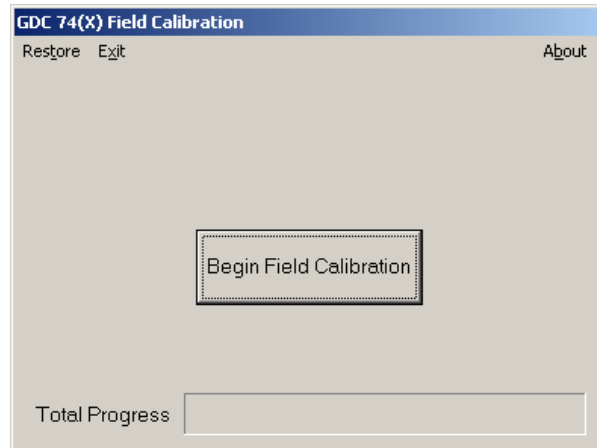 GDC 74(X) Field Calibration
Restore Exit About
Begin Field Calibration
Total Progress